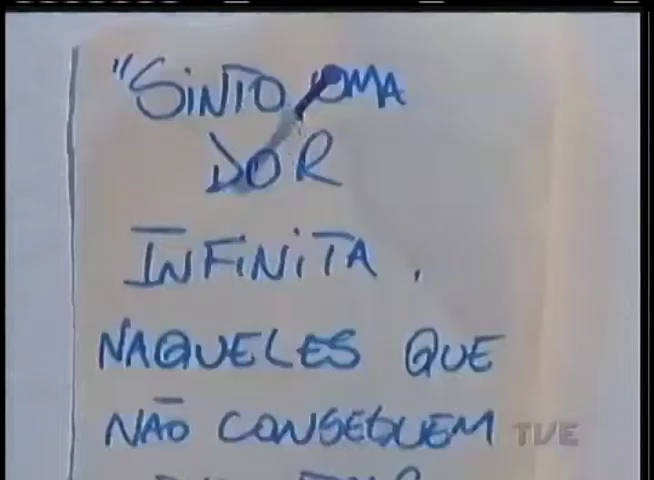 "SiNTO UMA
DOR
INFiNiTA.
NAQUELES QUE
NÃO CONSEGUEM
TVE